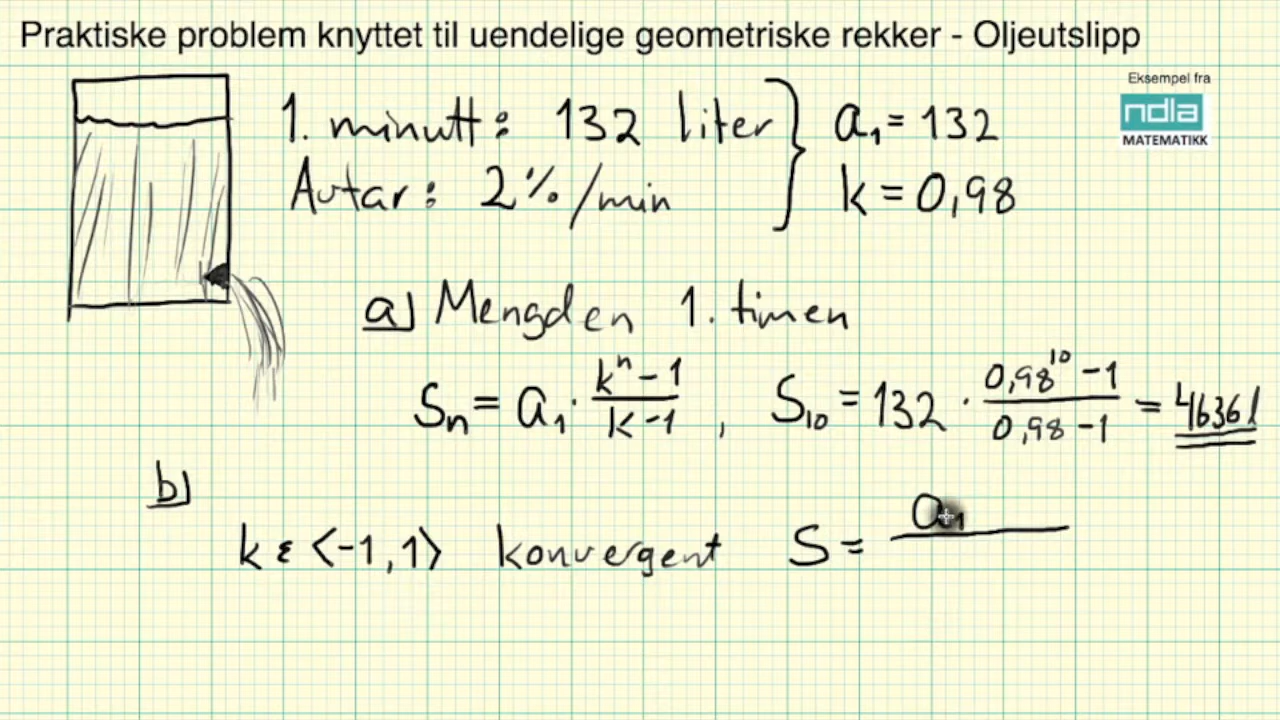 Praktiske problem knyttet til uendelige geometriske rekker - Oljeutslipp
Eksempel fra
ndla
MATEMATIKK
1. minutt: 132 liter } a₁ = 132
Avtar: 2%/min k = 0,98
a) Mengden 1. timen
Sₙ = a₁ · (kⁿ - 1)/(k - 1) , S₁₀ = 132 · (0,98¹⁰ - 1)/(0,98 - 1) = 4636 l
b)
k ε ⟨-1, 1⟩ konvergent S = a₁